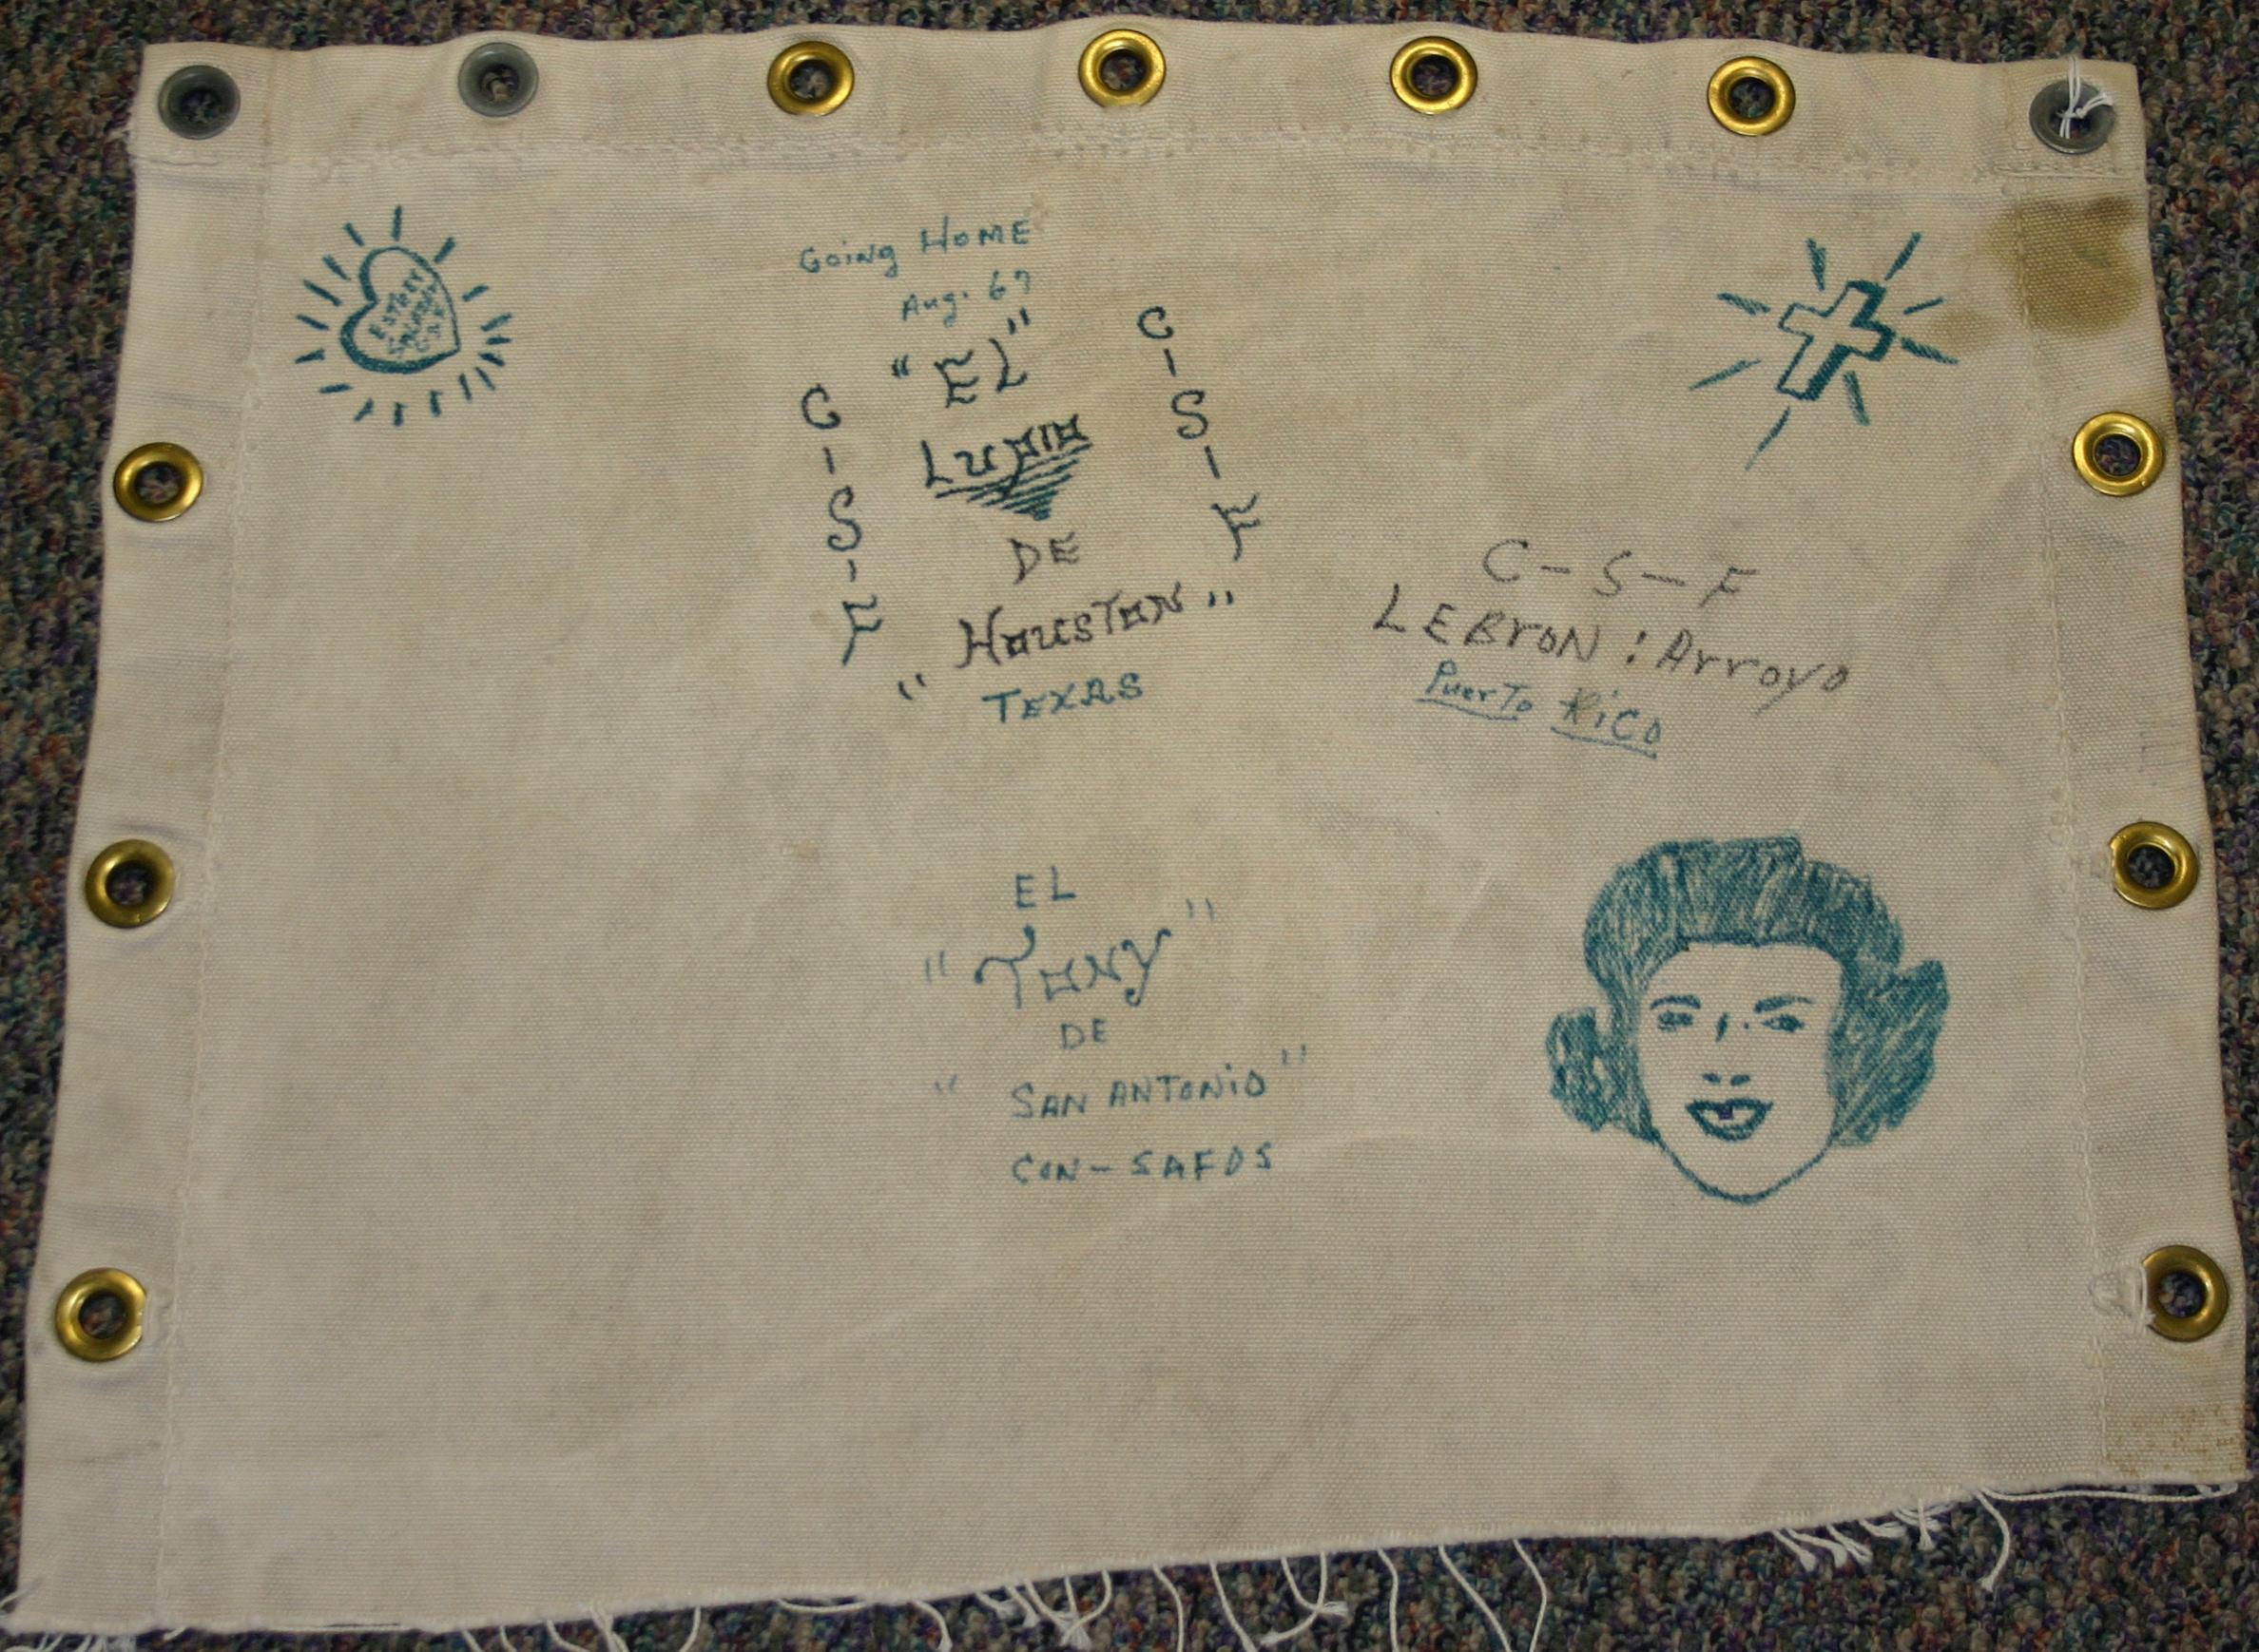 C-S-F
Going HOME
Aug. 67
"EL"
DE
"HOUSTON"
TEXAS
C-S-F
C-S-F
C-S-F
LEBroN : Arroyo
PuerTo RiCo
EL
"Tony"
DE
"SAN ANTONiO"
CON-SAFOS